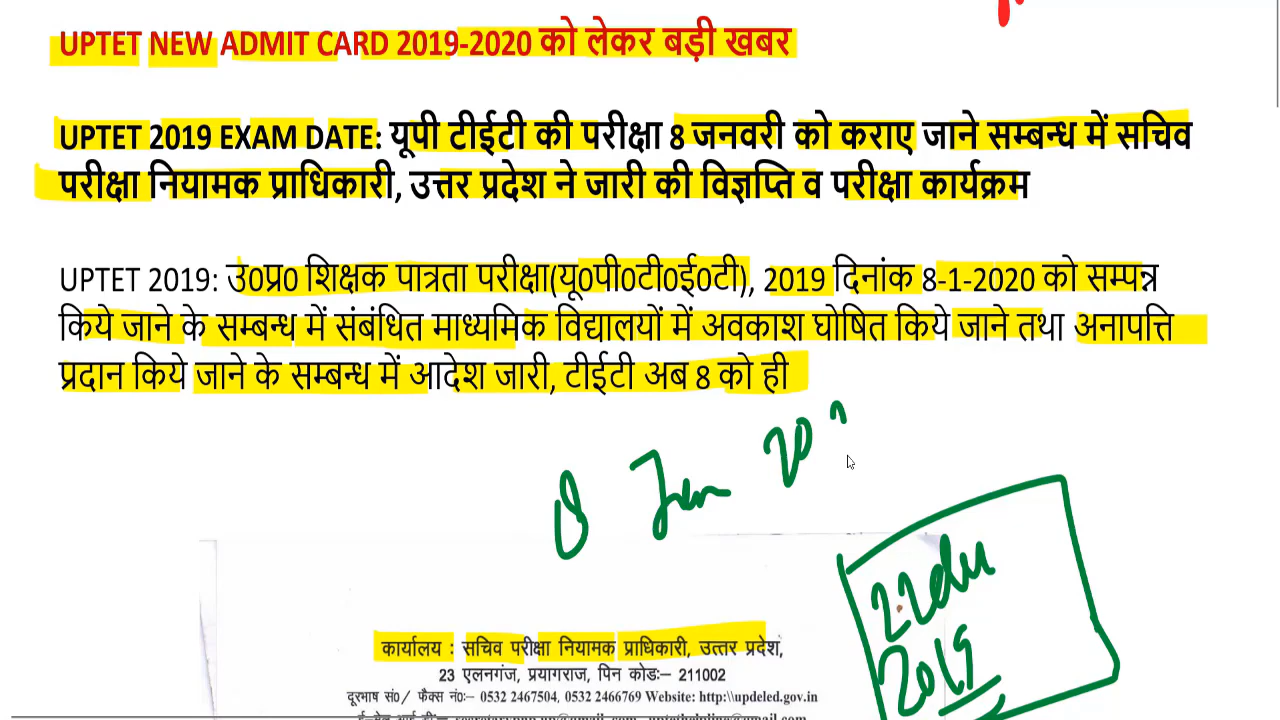 UPTET NEW ADMIT CARD 2019-2020 को लेकर बड़ी खबर
UPTET 2019 EXAM DATE: यूपी टीईटी की परीक्षा 8 जनवरी को कराए जाने सम्बन्ध में सचिव
परीक्षा नियामक प्राधिकारी, उत्तर प्रदेश ने जारी की विज्ञप्ति व परीक्षा कार्यक्रम
UPTET 2019: उ0प्र0 शिक्षक पात्रता परीक्षा(यू0पी0टी0ई0टी), 2019 दिनांक 8-1-2020 को सम्पन्न
किये जाने के सम्बन्ध में संबंधित माध्यमिक विद्यालयों में अवकाश घोषित किये जाने तथा अनापत्ति
प्रदान किये जाने के सम्बन्ध में आदेश जारी, टीईटी अब 8 को ही
8 Jan 20
22 dec
2019
कार्यालय : सचिव परीक्षा नियामक प्राधिकारी, उत्तर प्रदेश,
23 एलनगंज, प्रयागराज, पिन कोडः– 211002
दूरभाष सं0/ फैक्स नं0:– 0532 2467504, 0532 2466769 Website: http:\\updeled.gov.in